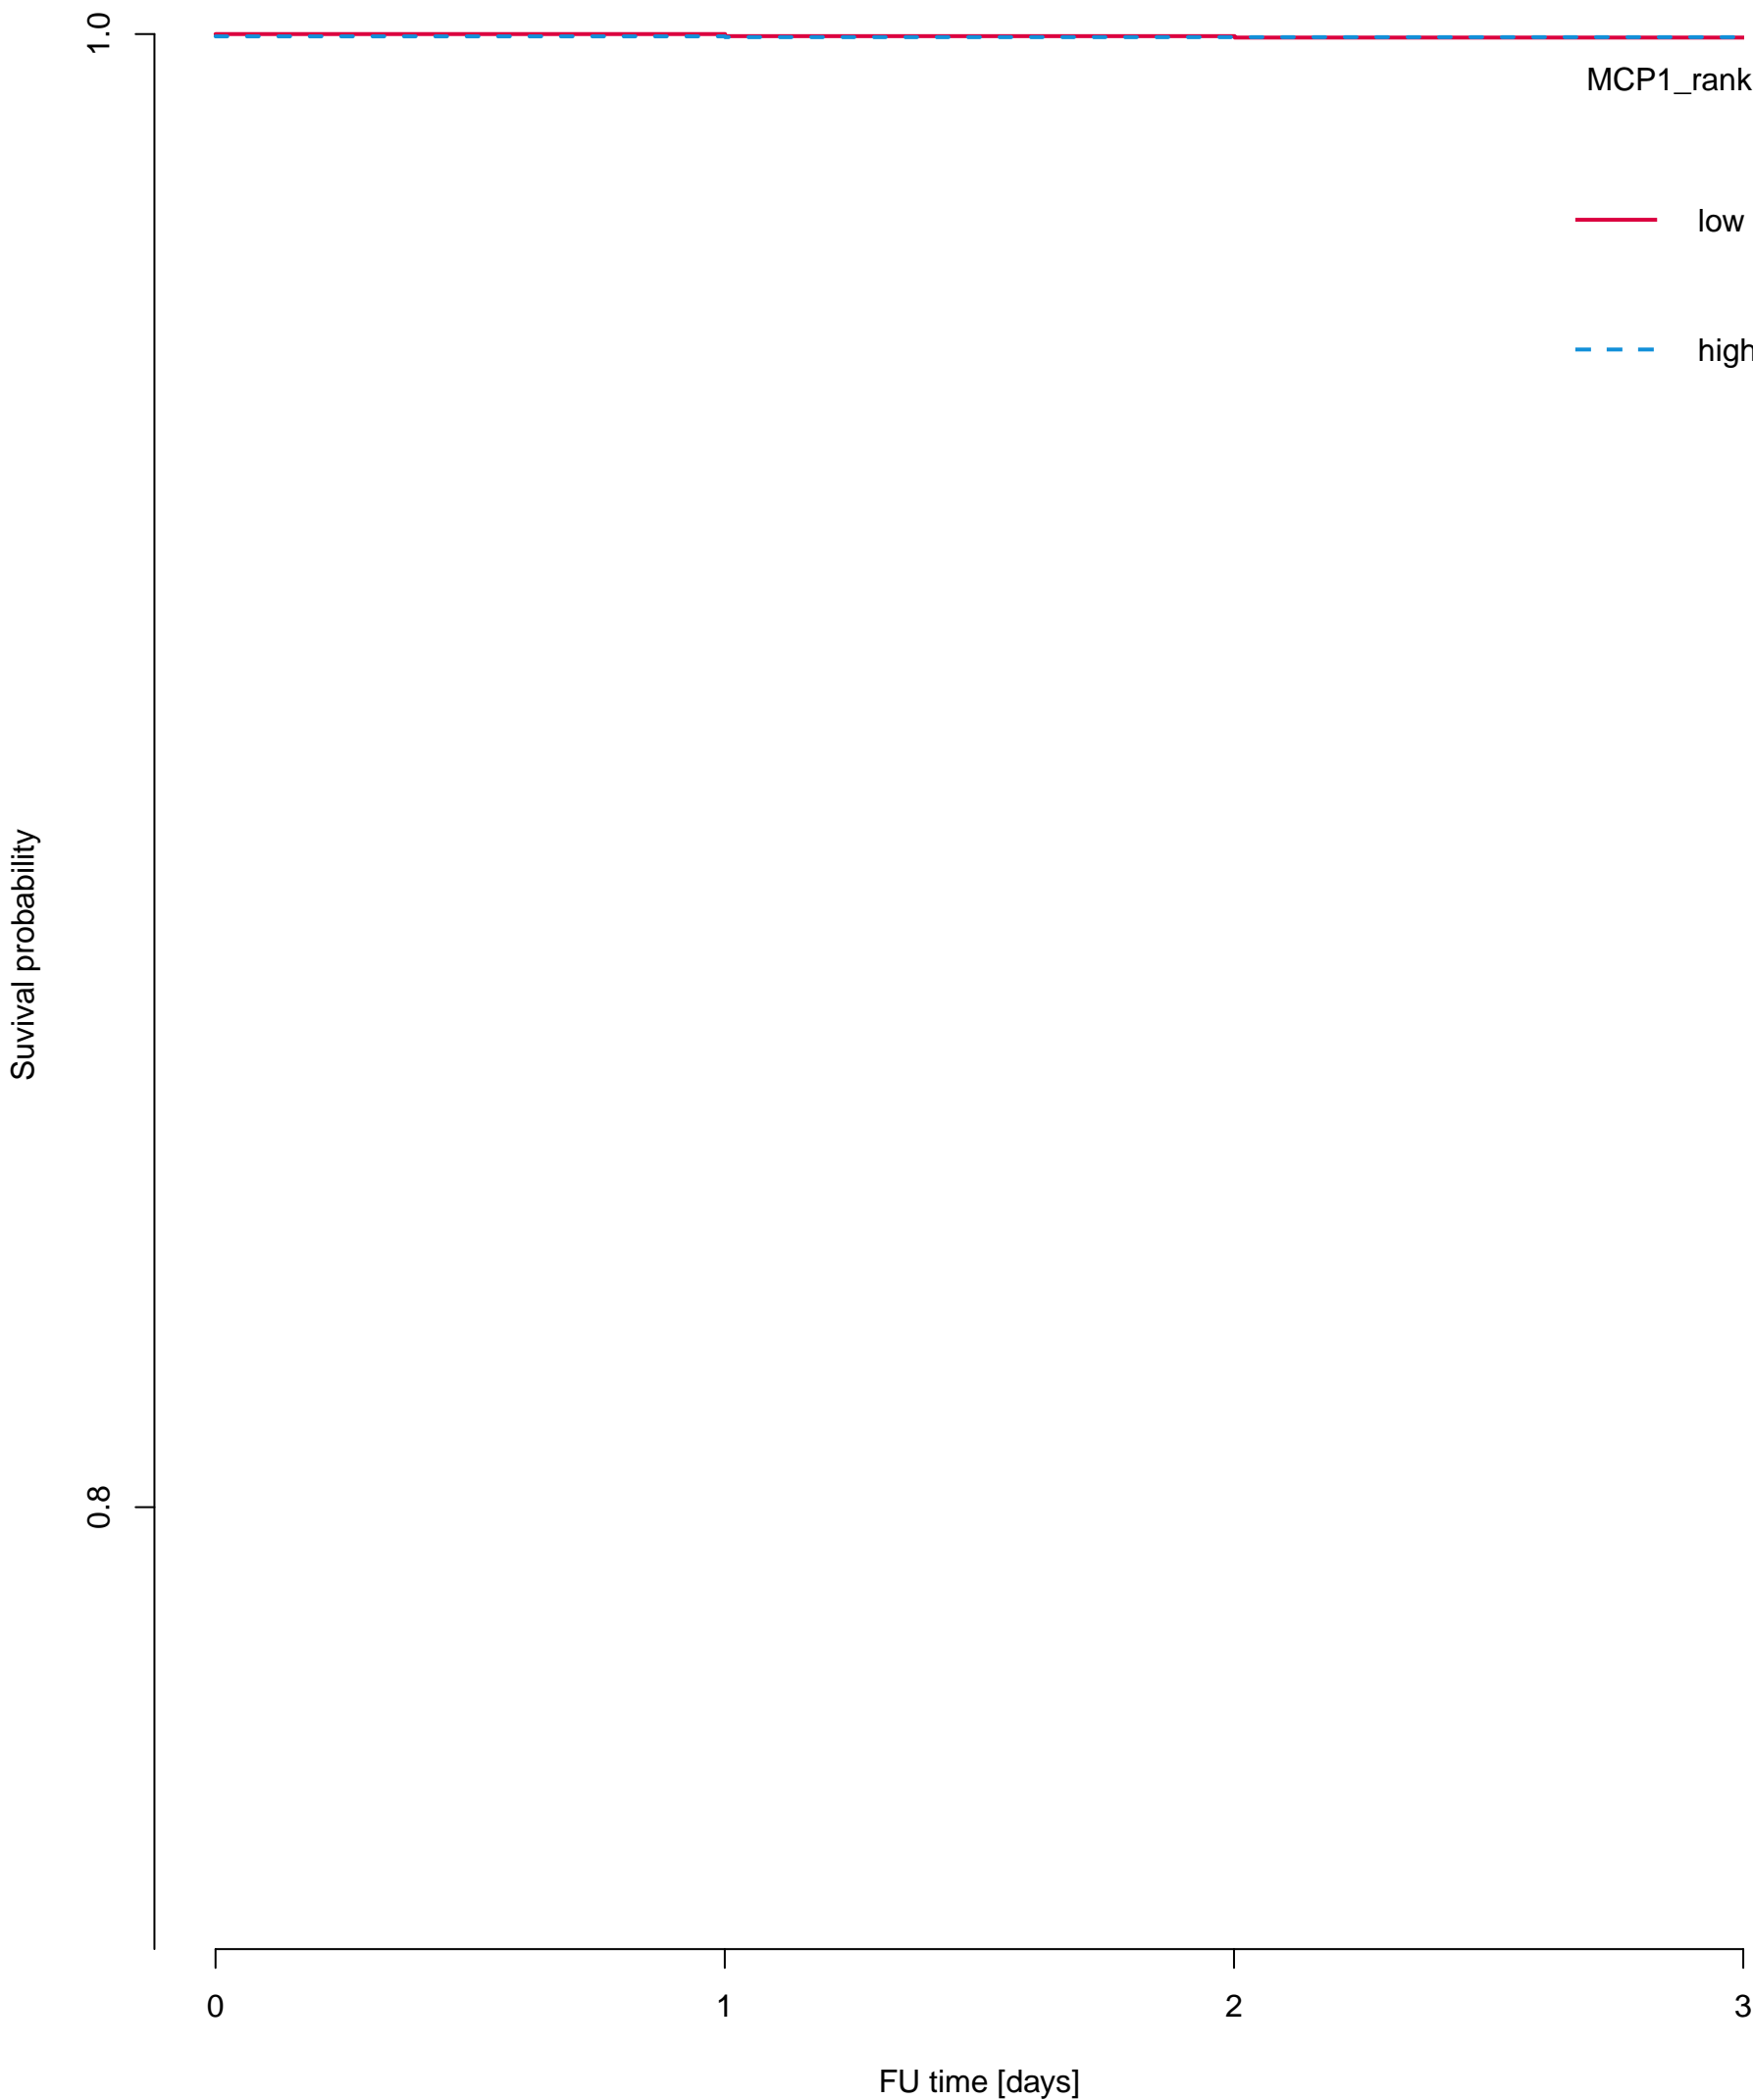 1.0
MCP1_rank
low
high
Suvival probability
0.8
0 1 2 3
FU time [days]